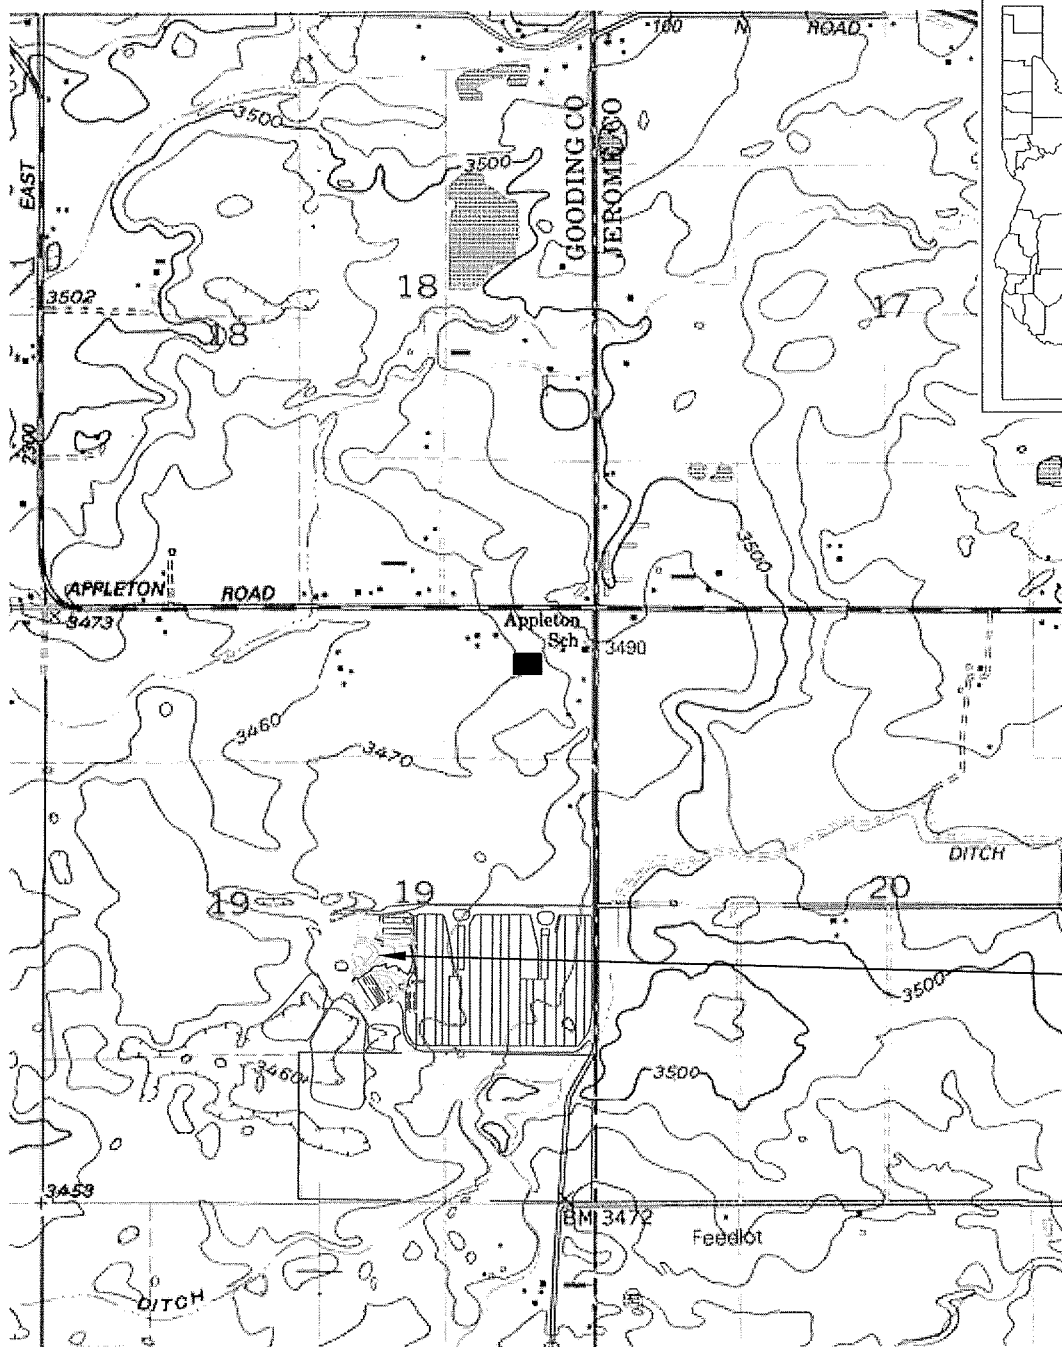 100 N ROAD
3500
GOODING CO
JEROME CO
3500
EAST
18
3502
17
18
2300
3500
APPLETON ROAD
3473
Appleton
Sch
3490
3460
3470
DITCH
19
19
20
3500
3460
3500
3453
BM 3472
Feedlot
DITCH